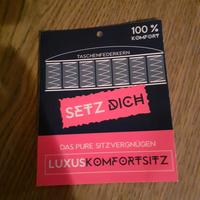 100 %
KOMFORT
TASCHENFEDERKERN
SETZ DICH
DAS PURE SITZVERGNÜGEN
LUXUSKOMFORTSITZ